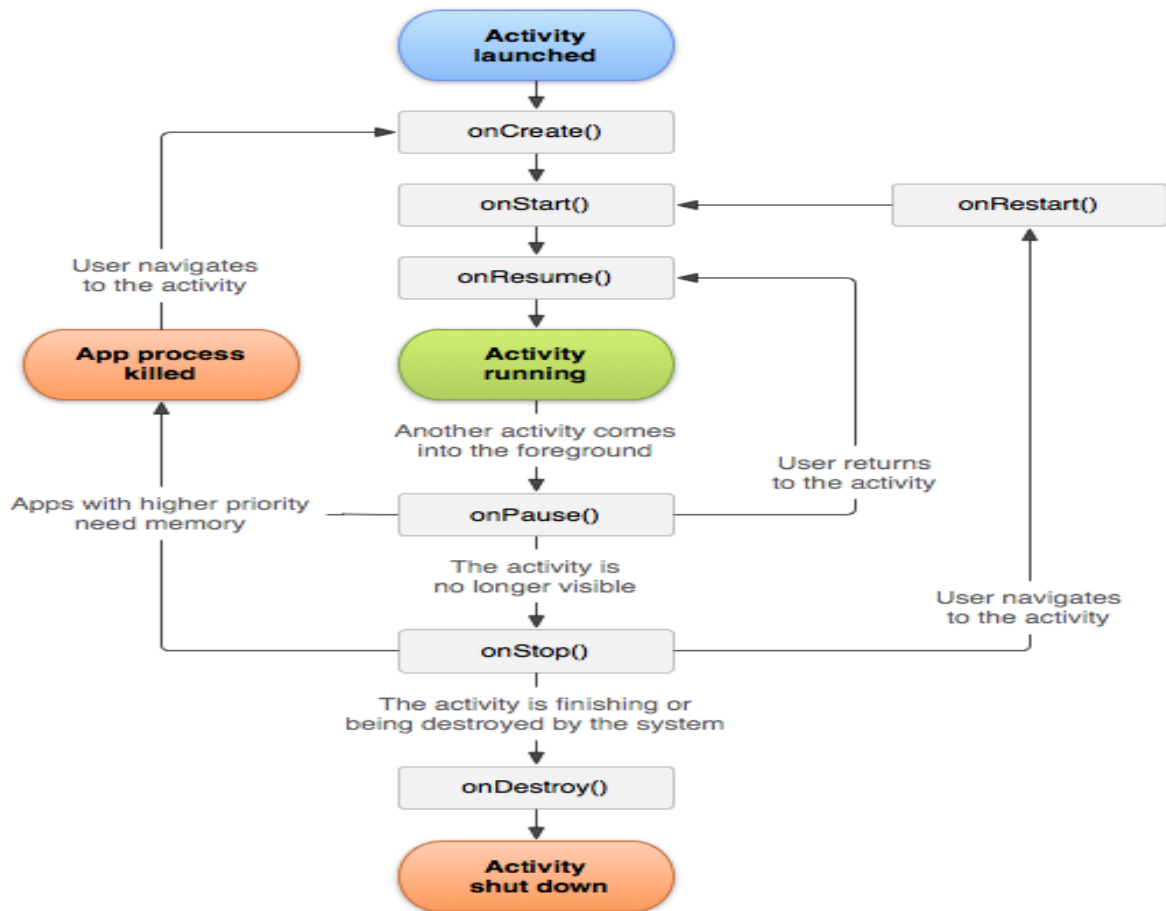 Activity
launched
onCreate()
onStart()
onRestart()
User navigates
to the activity
onResume()
App process
killed
Activity
running
Another activity comes
into the foreground
User returns
to the activity
Apps with higher priority
need memory
onPause()
The activity is
no longer visible
User navigates
to the activity
onStop()
The activity is finishing or
being destroyed by the system
onDestroy()
Activity
shut down